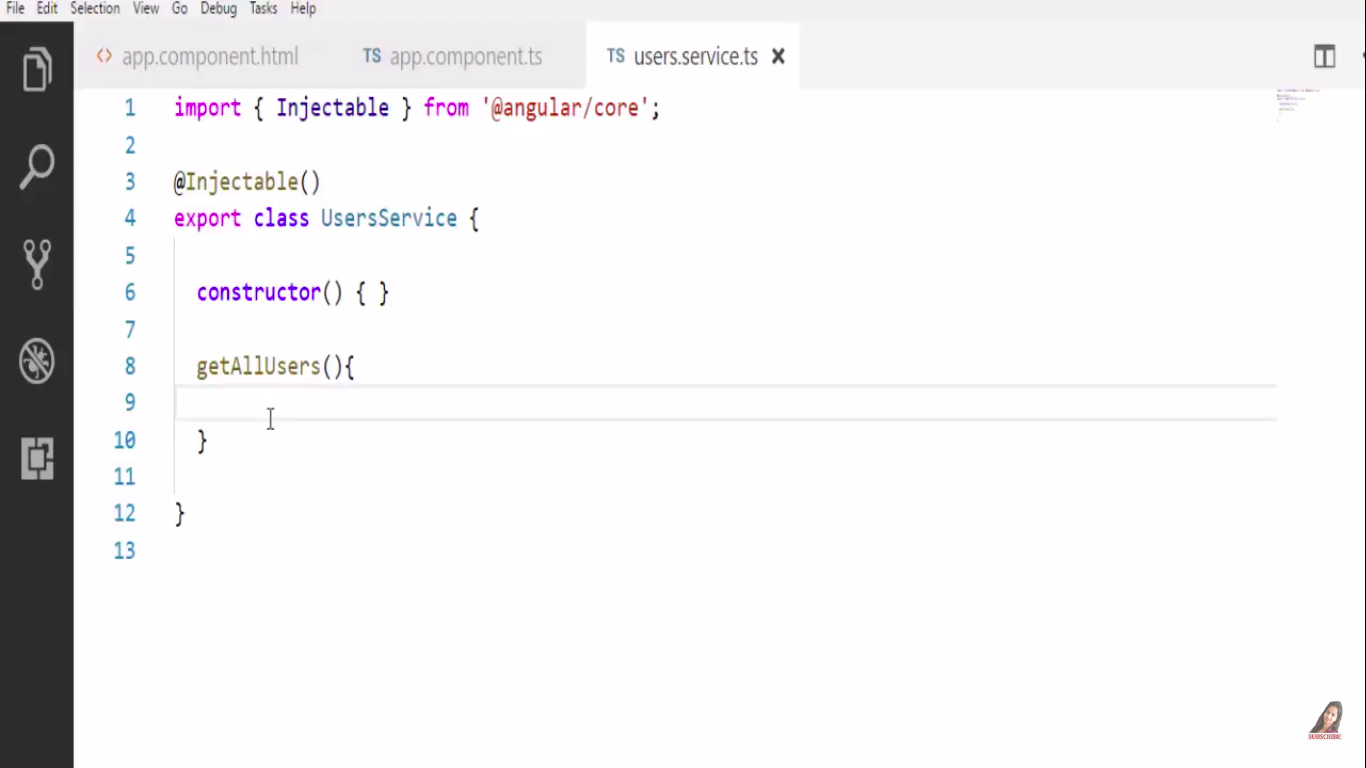 File Edit Selection View Go Debug Tasks Help
<> app.component.html TS app.component.ts TS users.service.ts ×
1 import { Injectable } from '@angular/core';
2
3 @Injectable()
4 export class UsersService {
5
6 constructor() { }
7
8 getAllUsers(){
9
10 }
11
12 }
13
SUBSCRIBE